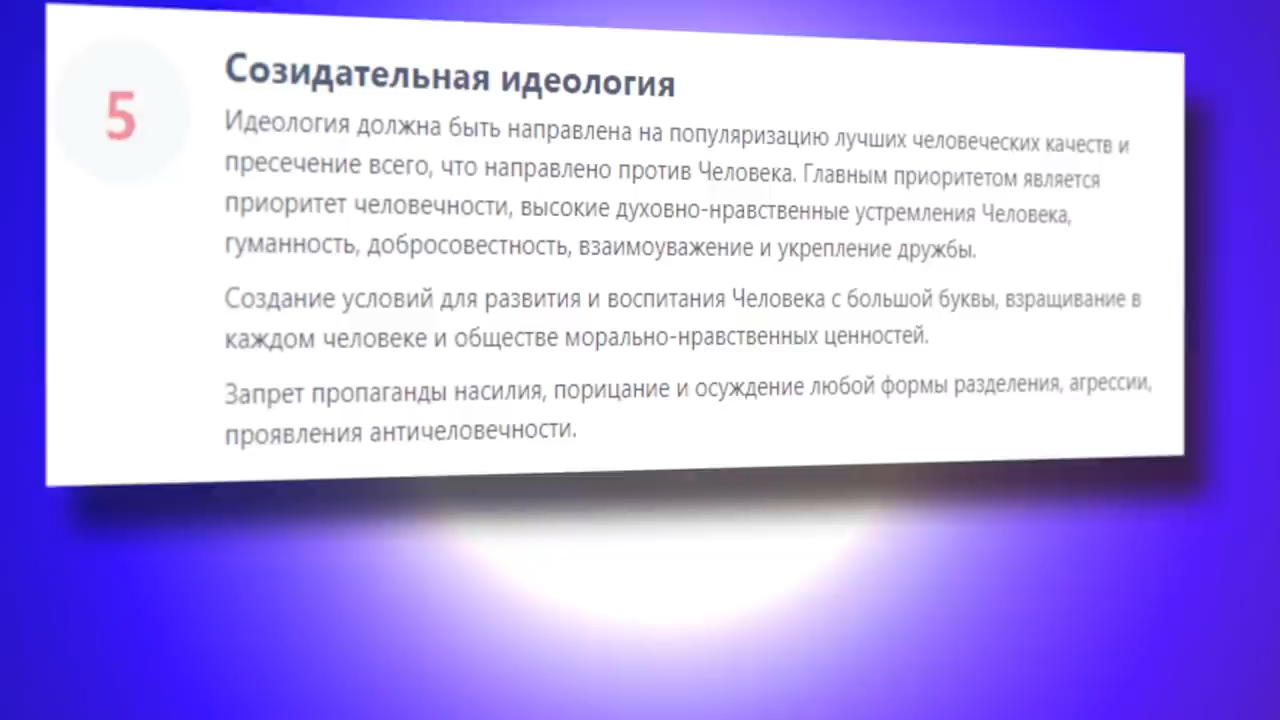 5
Созидательная идеология
Идеология должна быть направлена на популяризацию лучших человеческих качеств и
пресечение всего, что направлено против Человека. Главным приоритетом является
приоритет человечности, высокие духовно-нравственные устремления Человека,
гуманность, добросовестность, взаимоуважение и укрепление дружбы.
Создание условий для развития и воспитания Человека с большой буквы, взращивание в
каждом человеке и обществе морально-нравственных ценностей.
Запрет пропаганды насилия, порицание и осуждение любой формы разделения, агрессии,
проявления античеловечности.